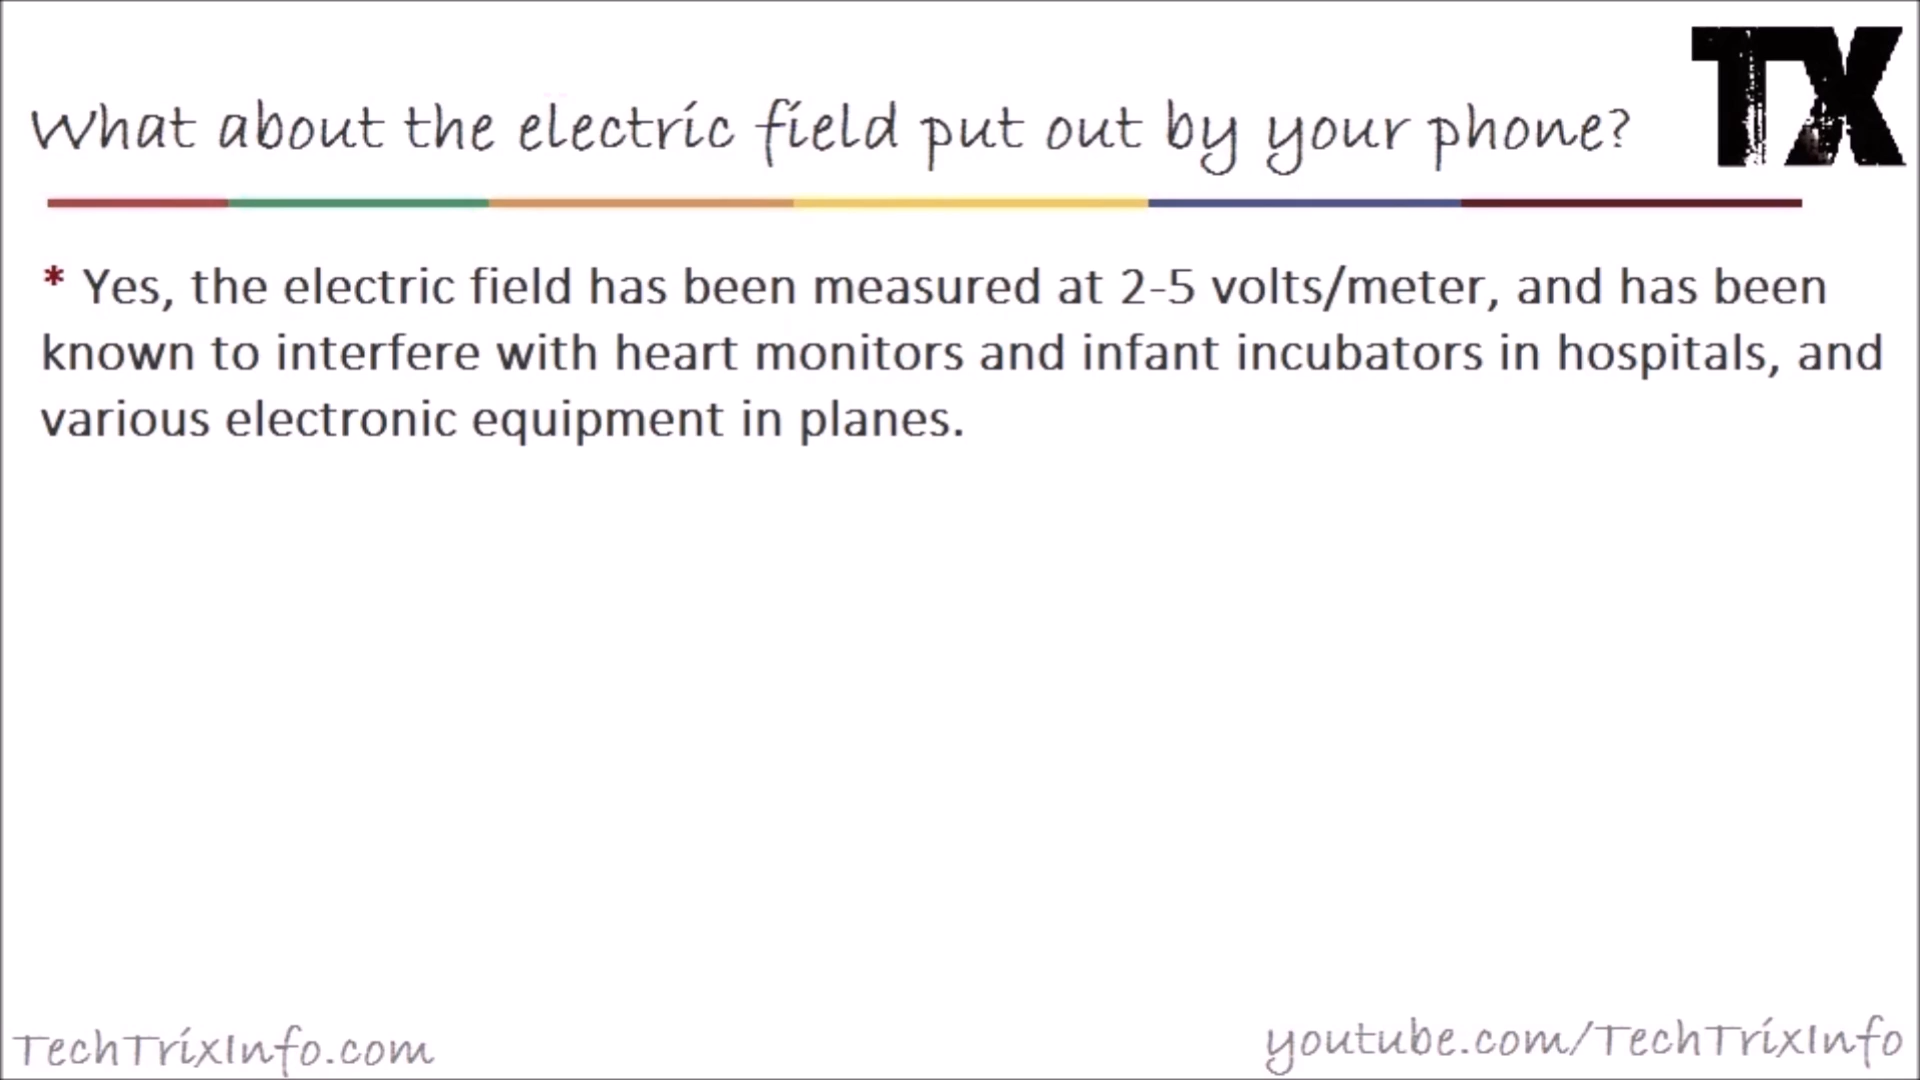 TX
What about the electric field put out by your phone?
* Yes, the electric field has been measured at 2-5 volts/meter, and has been
known to interfere with heart monitors and infant incubators in hospitals, and
various electronic equipment in planes.
TechTrixInfo.com
youtube.com/TechTrixInfo